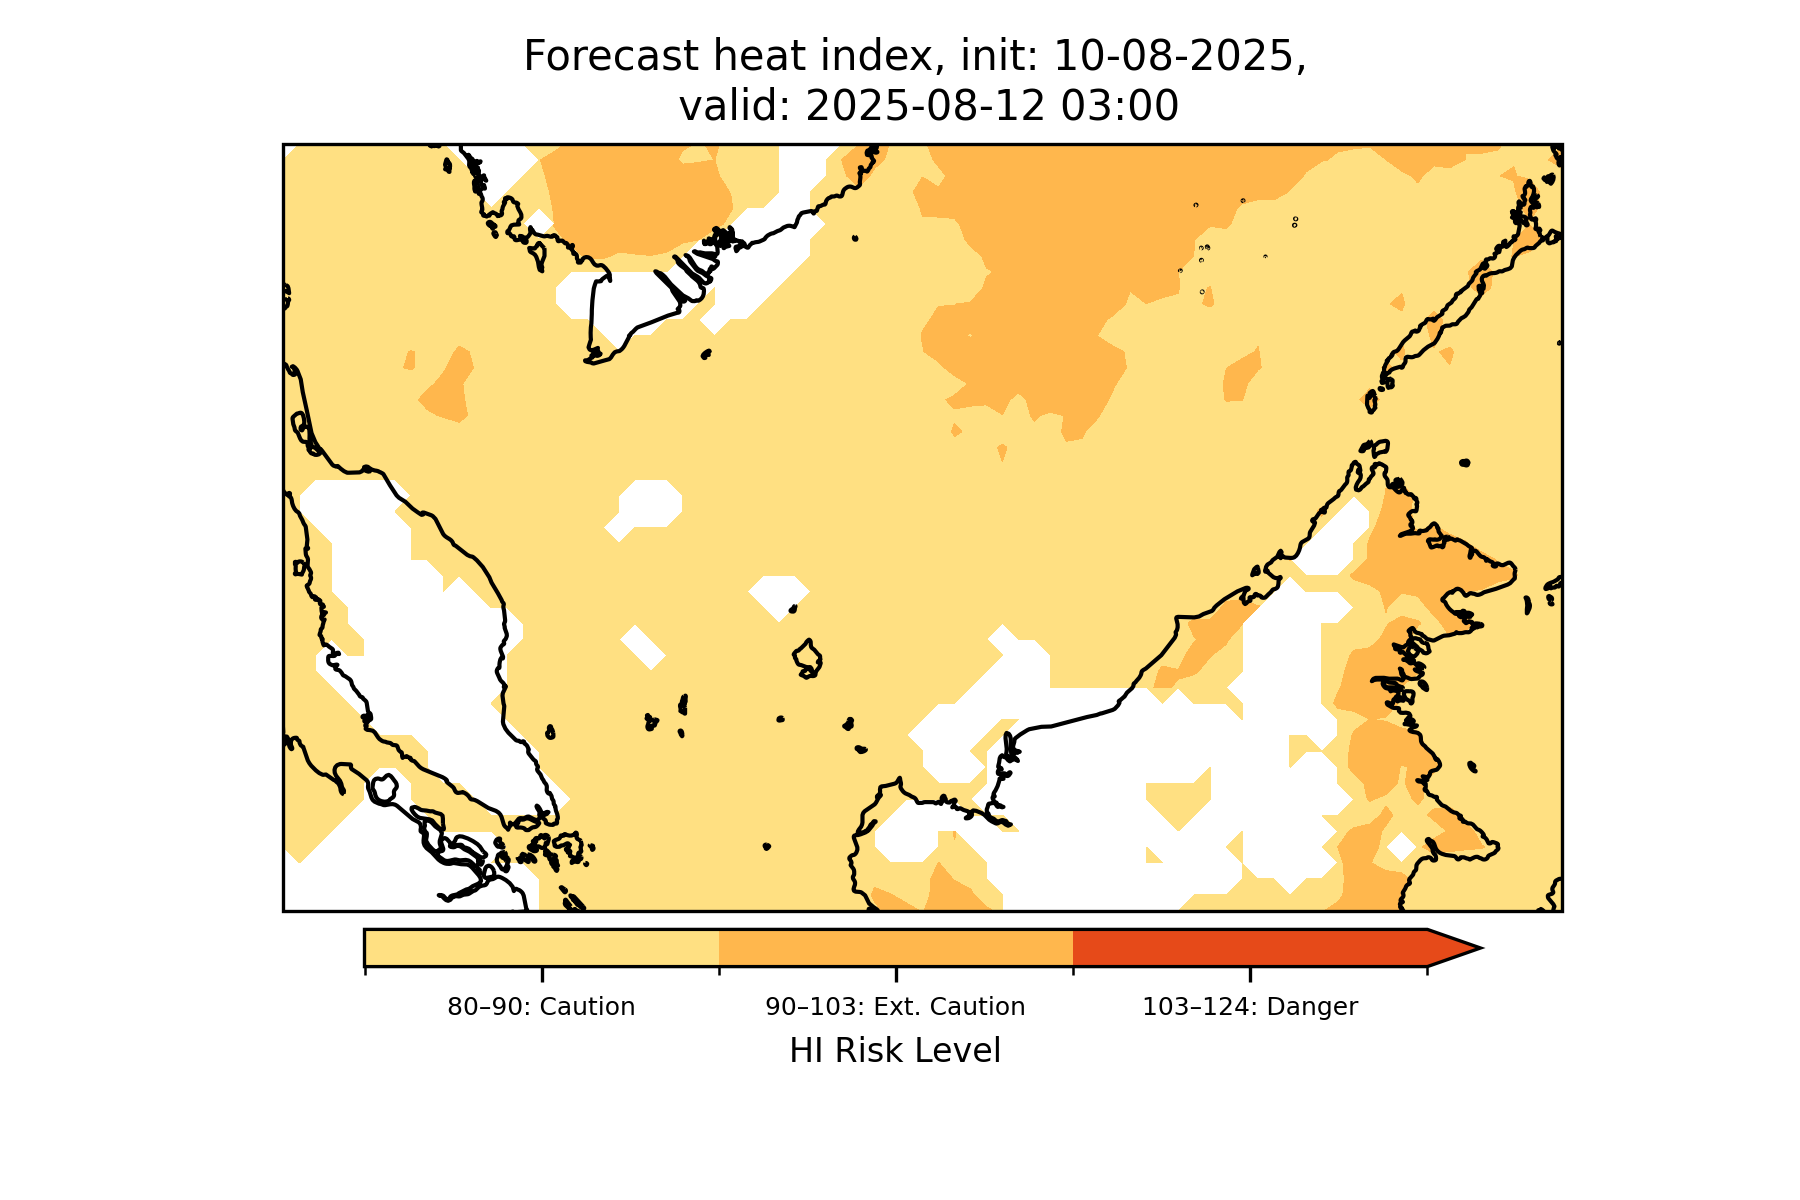 Forecast heat index, init: 10-08-2025,
valid: 2025-08-12 03:00
80–90: Caution
90–103: Ext. Caution
103–124: Danger
HI Risk Level